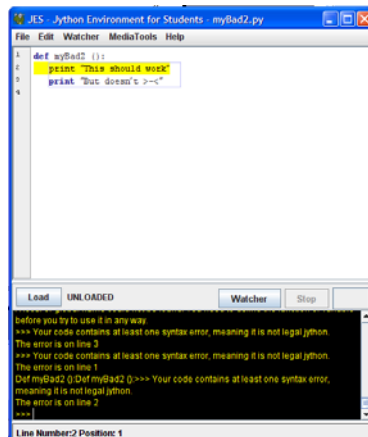 JES - Jython Environment for Students - myBad2.py
File Edit Watcher MediaTools Help
1 def myBad2 ():
2 print "This should work"
3 print "But doesn't >-<"
4
Load UNLOADED Watcher Stop
before you try to use it in any way.
>>> Your code contains at least one syntax error, meaning it is not legal jython.
The error is on line 3
>>> Your code contains at least one syntax error, meaning it is not legal jython.
The error is on line 1
Def myBad2 ():Def myBad2 ():>>> Your code contains at least one syntax error,
meaning it is not legal jython.
The error is on line 2
>>>
Line Number:2 Position: 1